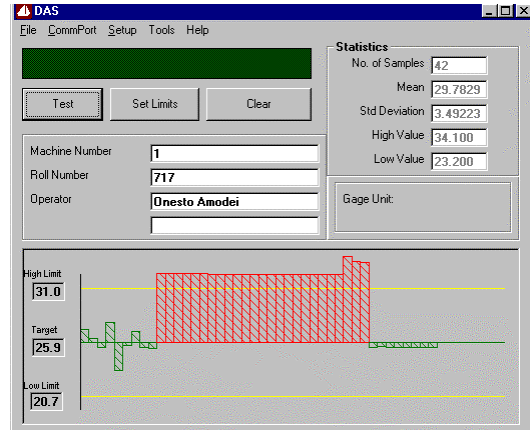 DAS
File CommPort Setup Tools Help
Statistics
No. of Samples 42
Mean 29.7829
Std Deviation 3.49223
High Value 34.100
Low Value 23.200
Test Set Limits Clear
Machine Number 1
Roll Number 717
Operator Onesto Amodei
Gage Unit:
High Limit
31.0
Target
25.9
Low Limit
20.7